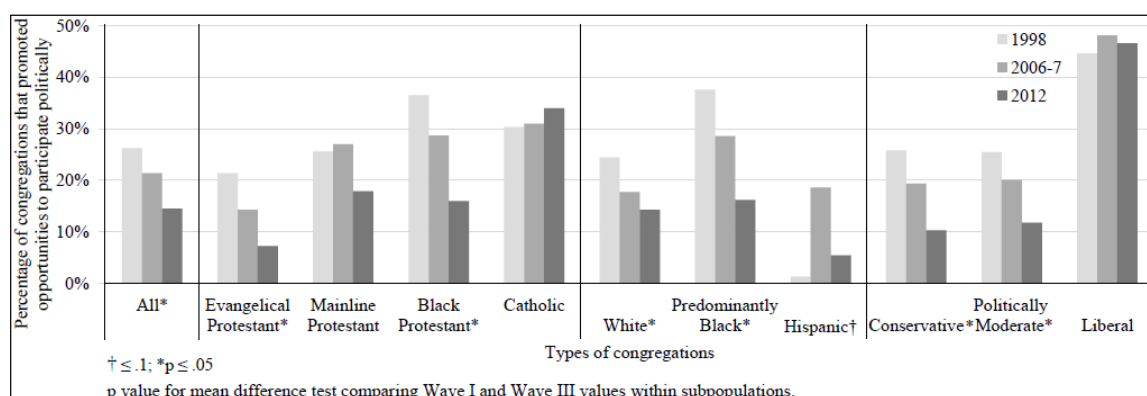 Percentage of congregations that promoted
opportunities to participate politically
50%
40%
30%
20%
10%
0%
1998
2006-7
2012
All*
Evangelical
Protestant*
Mainline
Protestant
Black
Protestant*
Catholic
White*
Predominantly
Black*
Hispanic†
Conservative*
Politically
Moderate*
Liberal
Types of congregations
† ≤ .1; *p ≤ .05
p value for mean difference test comparing Wave I and Wave III values within subpopulations.